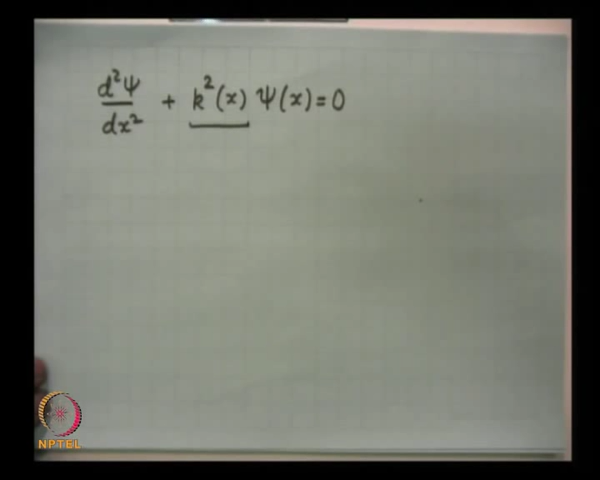 d²Ψ/dx² + k²(x) Ψ(x) = 0
NPTEL